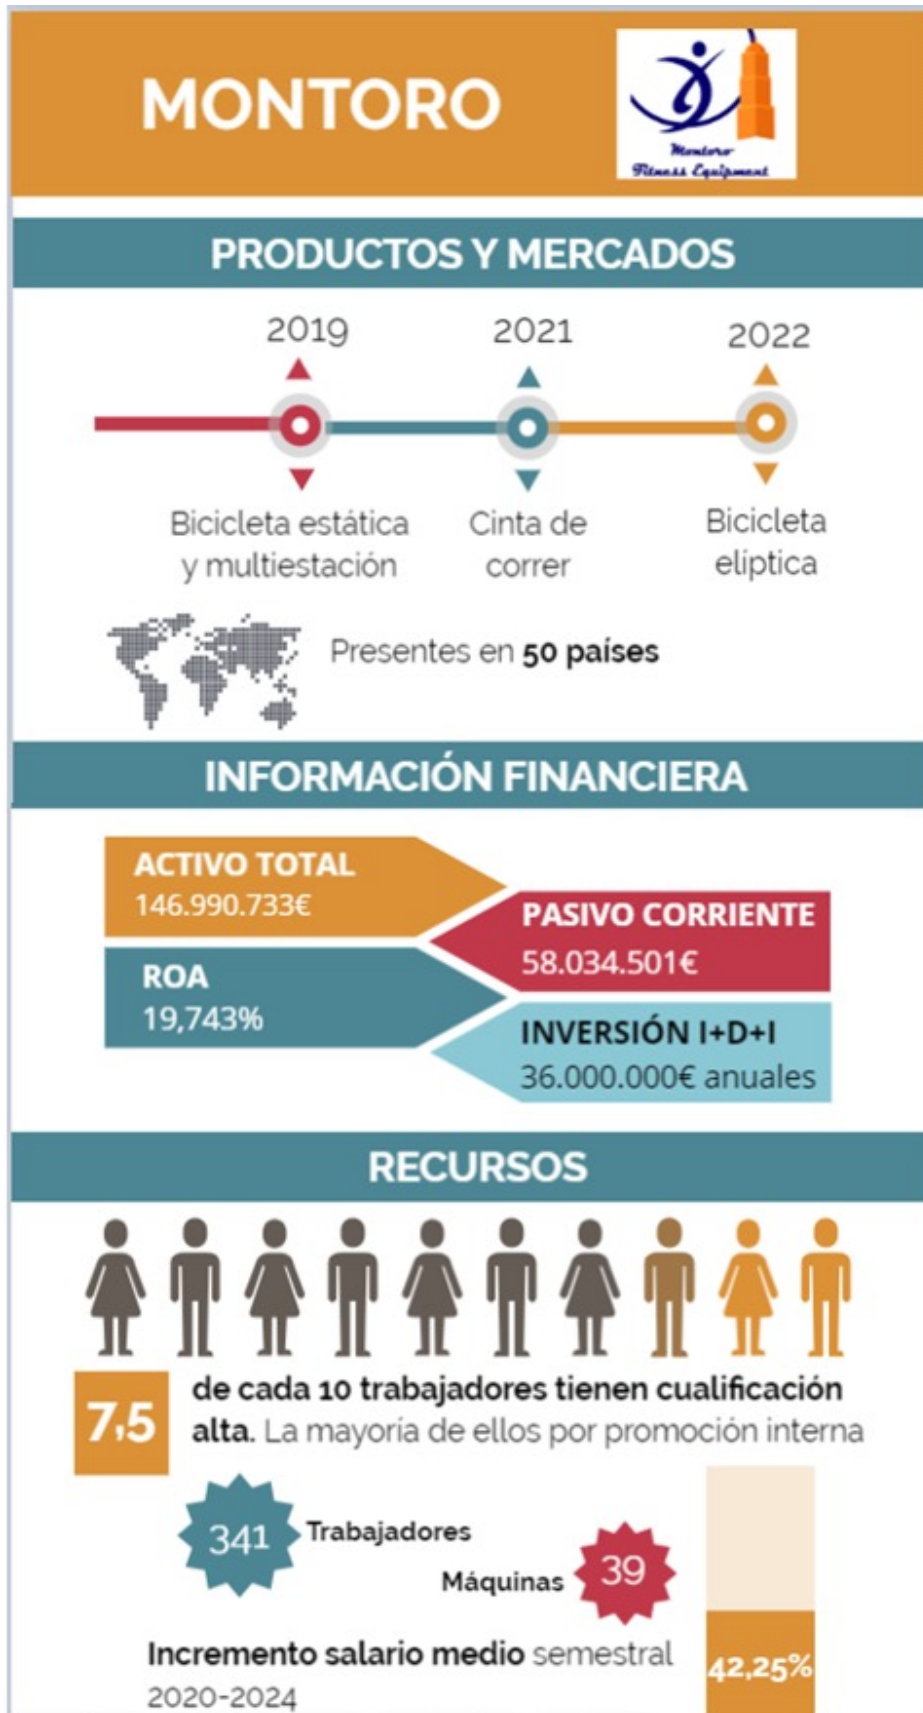 MONTORO
Montoro
Fitness Equipment
PRODUCTOS Y MERCADOS
2019
2021
2022
Bicicleta estática
y multiestación
Cinta de
correr
Bicicleta
elíptica
Presentes en 50 países
INFORMACIÓN FINANCIERA
ACTIVO TOTAL
146.990.733€
PASIVO CORRIENTE
58.034.501€
ROA
19,743%
INVERSIÓN I+D+I
36.000.000€ anuales
RECURSOS
7,5
de cada 10 trabajadores tienen cualificación
alta. La mayoría de ellos por promoción interna
341
Trabajadores
Máquinas
39
Incremento salario medio semestral
2020-2024
42,25%